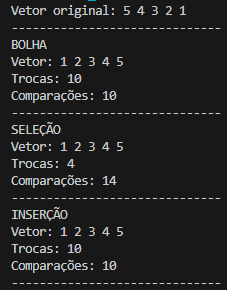 Vetor original: 5 4 3 2 1
-------------------------------
BOLHA
Vetor: 1 2 3 4 5
Trocas: 10
Comparações: 10
-------------------------------
SELEÇÃO
Vetor: 1 2 3 4 5
Trocas: 4
Comparações: 14
-------------------------------
INSERÇÃO
Vetor: 1 2 3 4 5
Trocas: 10
Comparações: 10
-------------------------------